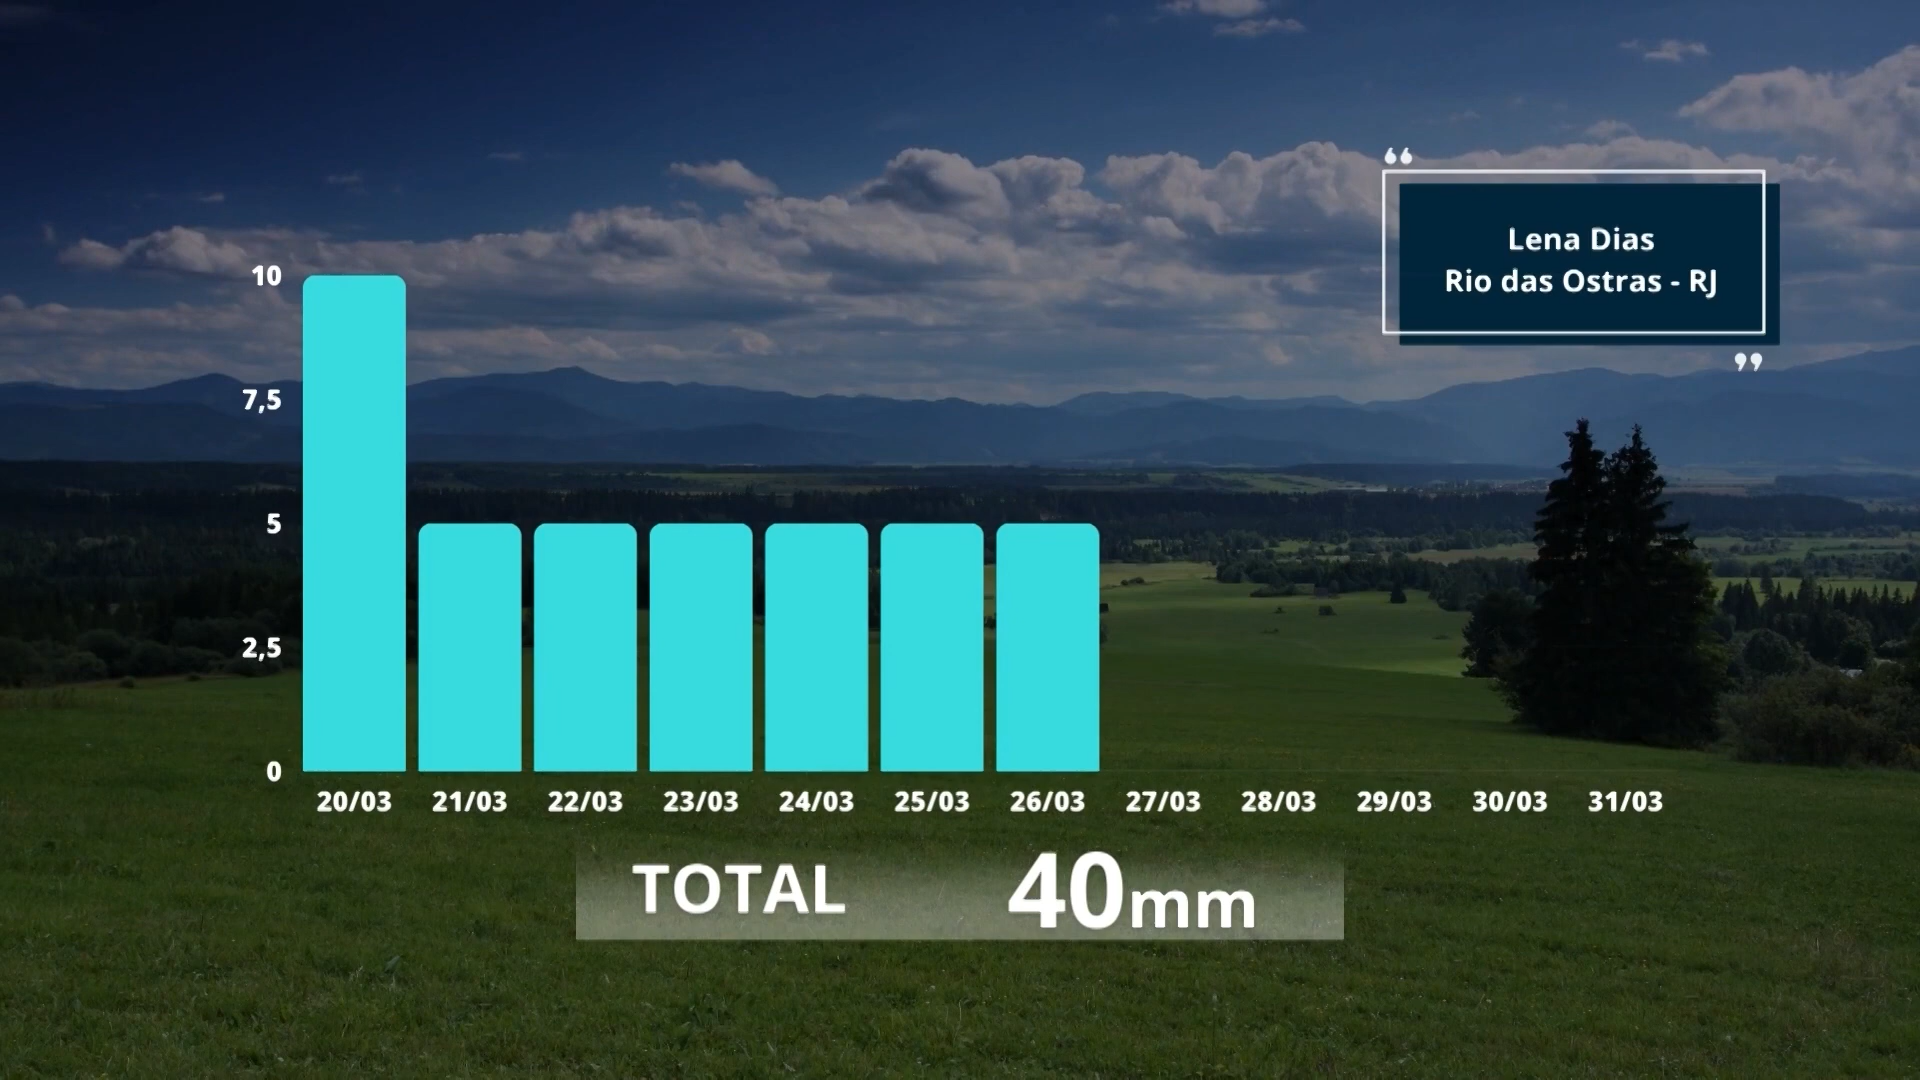 “
Lena Dias
Rio das Ostras - RJ
”
10
7,5
5
2,5
0
20/03 21/03 22/03 23/03 24/03 25/03 26/03 27/03 28/03 29/03 30/03 31/03
TOTAL 40mm